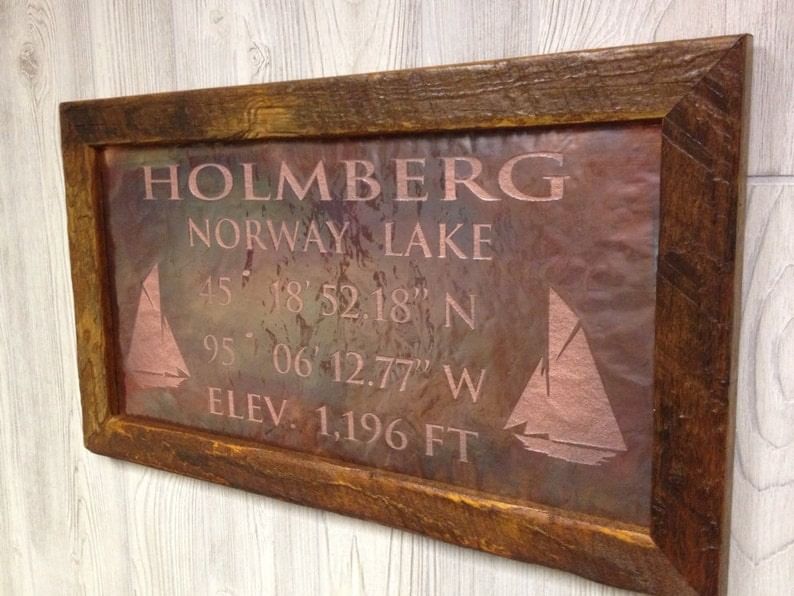 HOLMBERG
NORWAY LAKE
45° 18' 52.18" N
95° 06' 12.77" W
ELEV. 1,196 FT